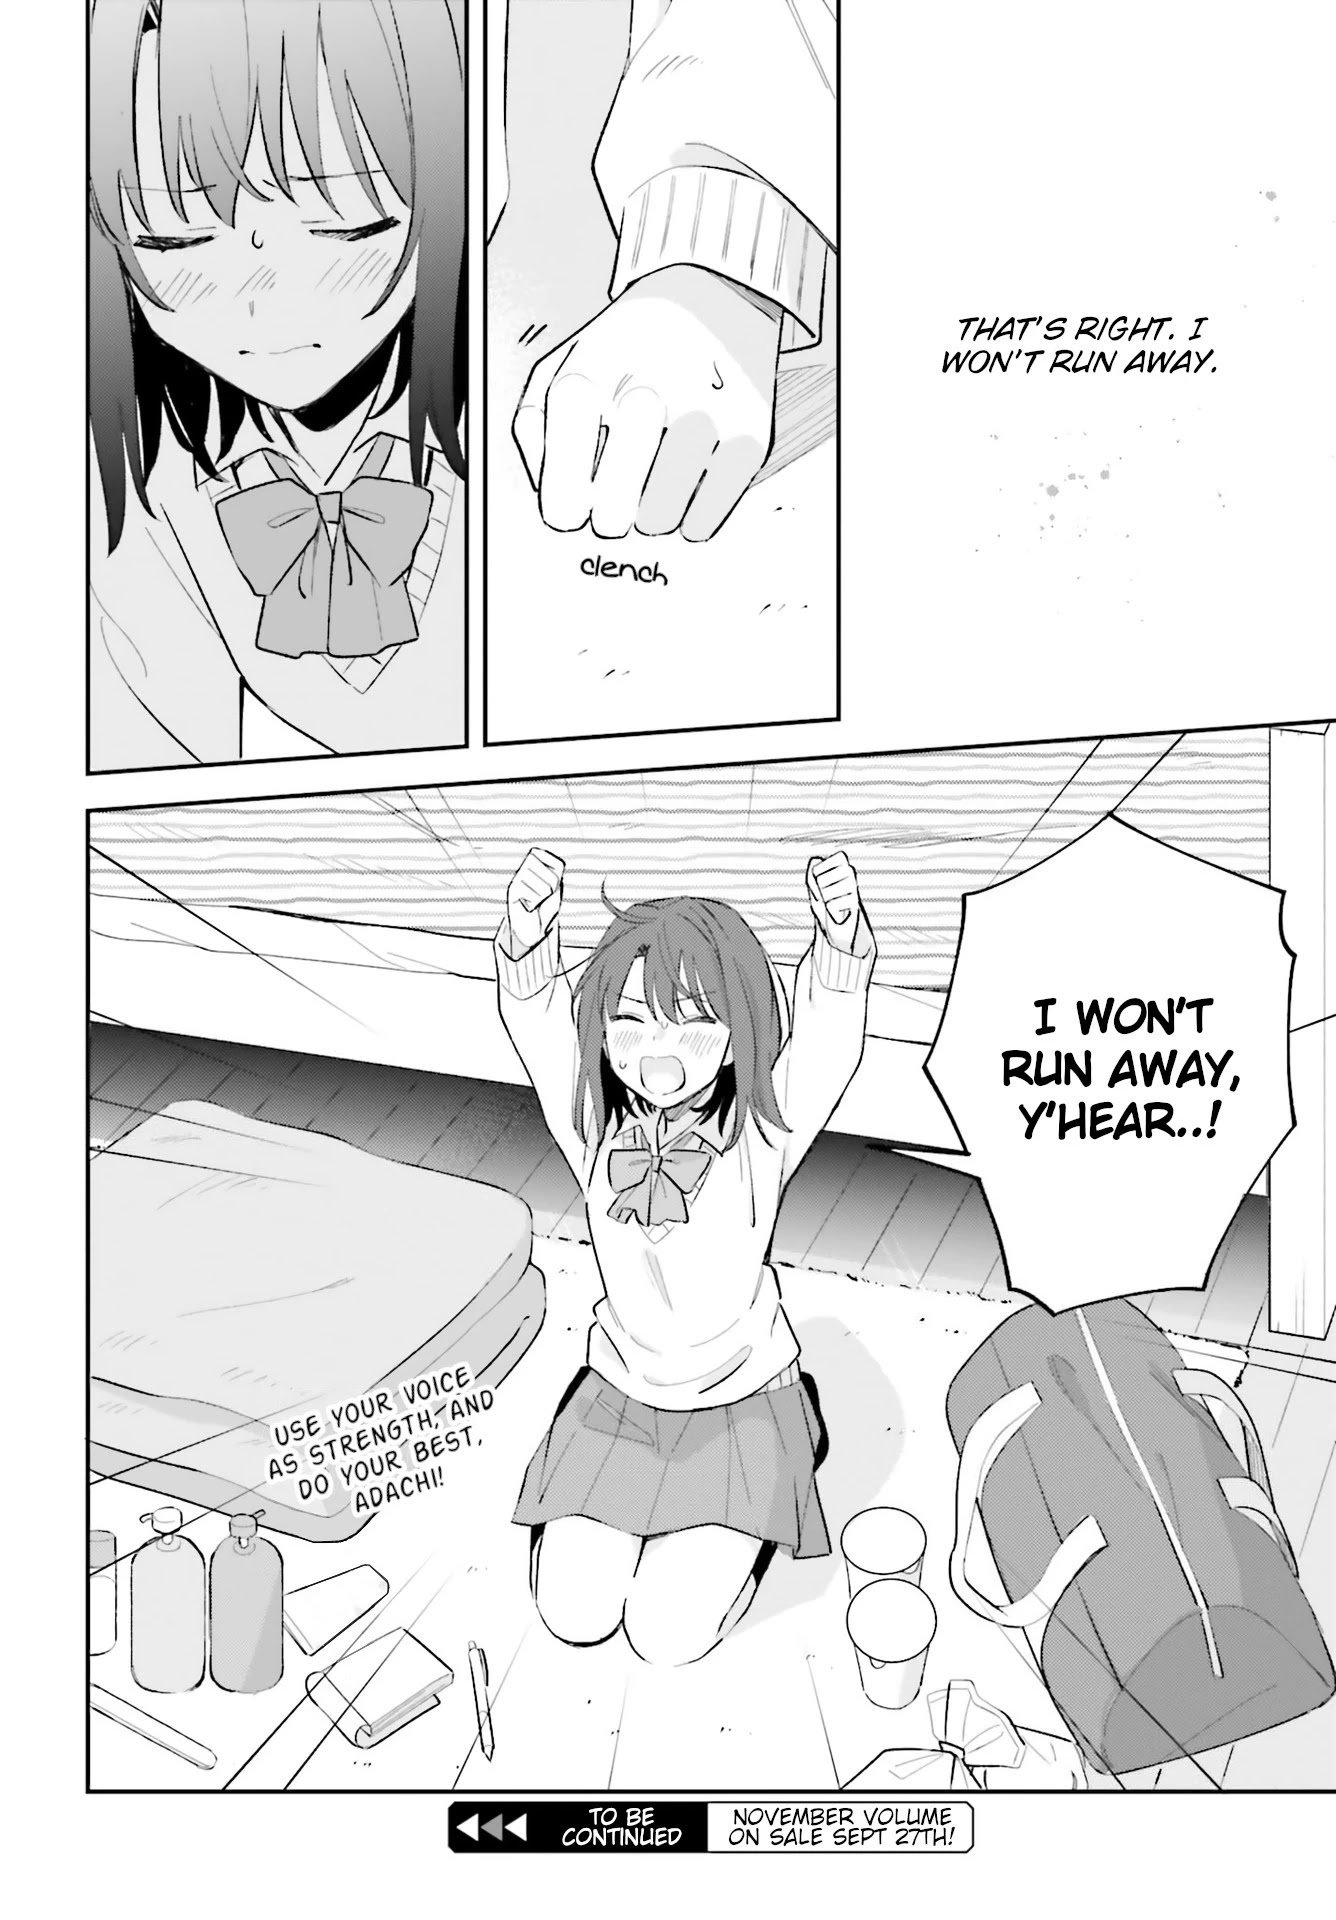 THAT'S RIGHT. I
WON'T RUN AWAY.
clench
I WON'T
RUN AWAY,
Y'HEAR..!
USE YOUR VOICE
AS STRENGTH, AND
DO YOUR BEST,
ADACHI!
TO BE
CONTINUED
NOVEMBER VOLUME
ON SALE SEPT 27TH!